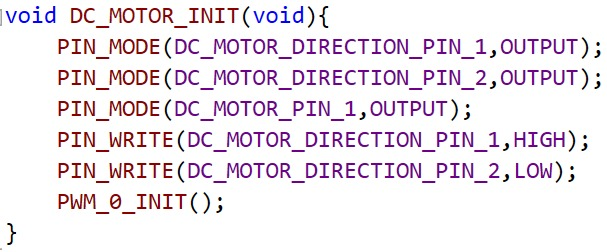 void DC_MOTOR_INIT(void){
    PIN_MODE(DC_MOTOR_DIRECTION_PIN_1,OUTPUT);
    PIN_MODE(DC_MOTOR_DIRECTION_PIN_2,OUTPUT);
    PIN_MODE(DC_MOTOR_PIN_1,OUTPUT);
    PIN_WRITE(DC_MOTOR_DIRECTION_PIN_1,HIGH);
    PIN_WRITE(DC_MOTOR_DIRECTION_PIN_2,LOW);
    PWM_0_INIT();
}